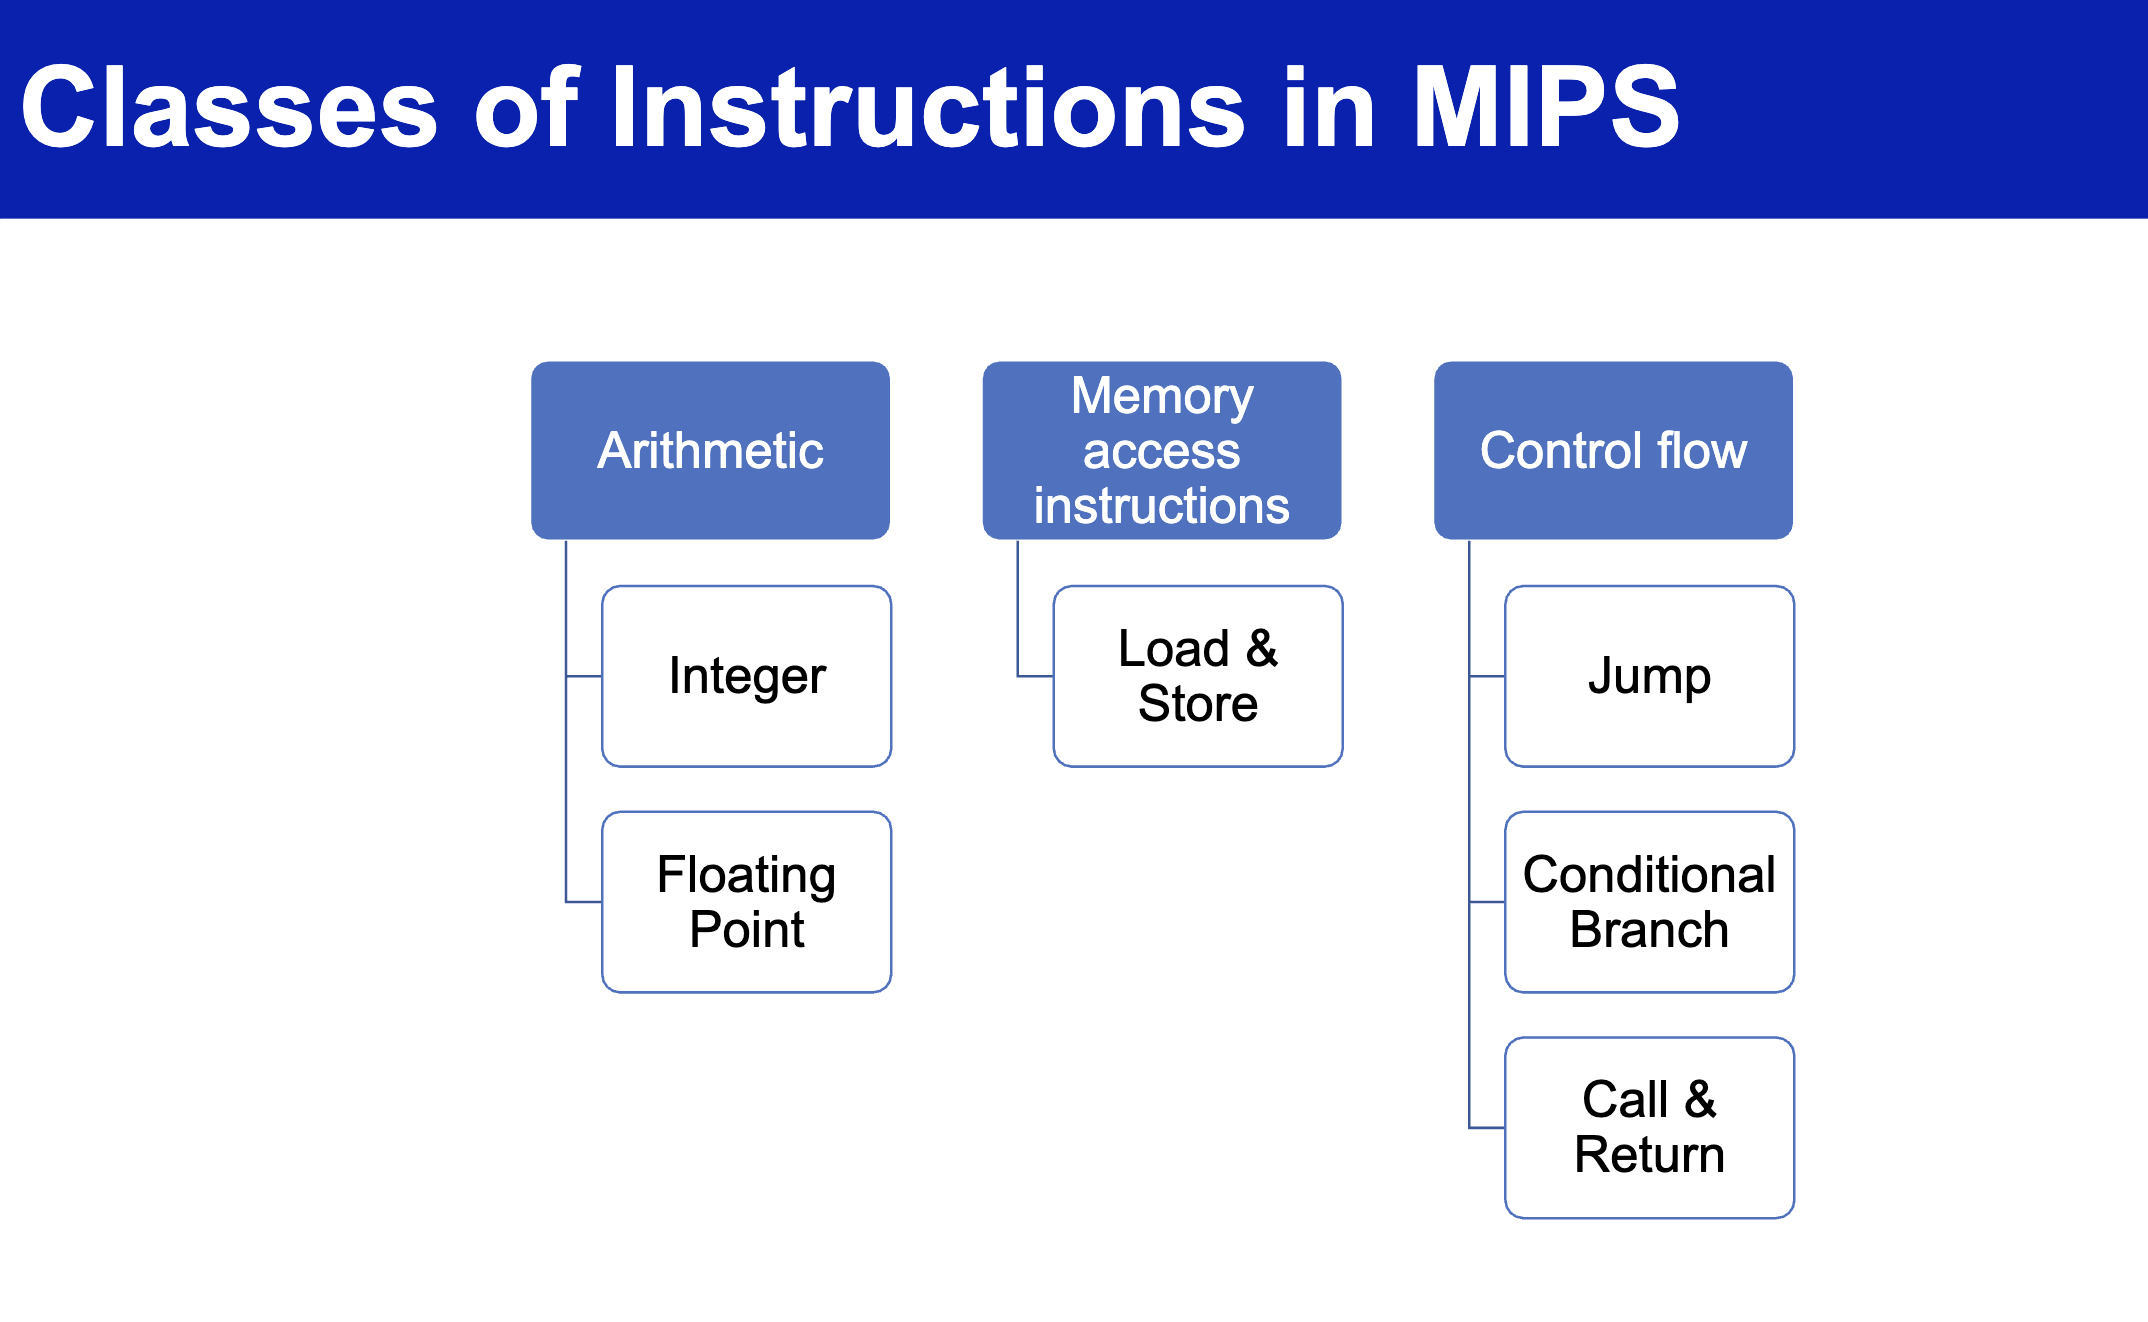 Classes of Instructions in MIPS
Arithmetic
Integer
Floating
Point
Memory
access
instructions
Load &
Store
Control flow
Jump
Conditional
Branch
Call &
Return